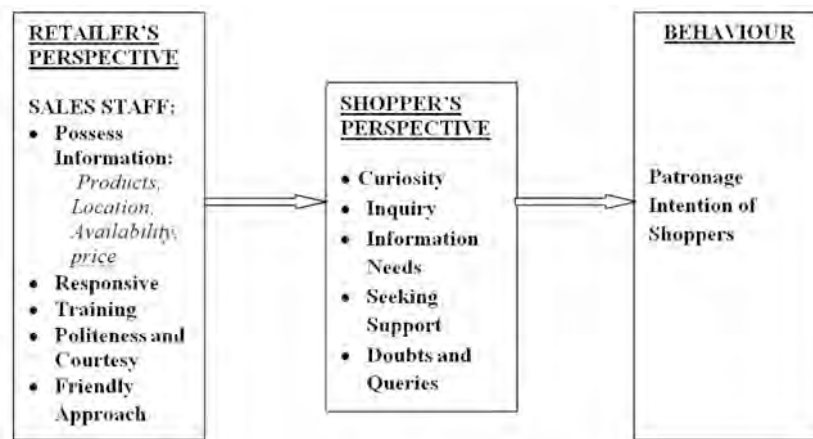 RETAILER'S
PERSPECTIVE
SALES STAFF:
• Possess
Information:
Products,
Location,
Availability,
price
• Responsive
• Training
• Politeness and
Courtesy
• Friendly
Approach
SHOPPER'S
PERSPECTIVE
• Curiosity
• Inquiry
• Information
Needs
• Seeking
Support
• Doubts and
Queries
BEHAVIOUR
Patronage
Intention of
Shoppers